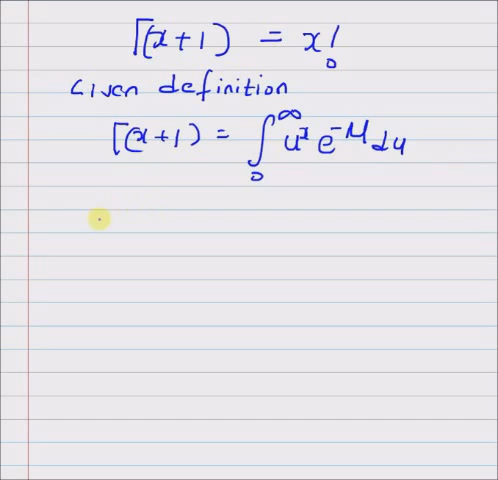 Γ(x+1) = x!
Given definition
Γ(x+1) = ∫₀^∞ u^x e^-u du